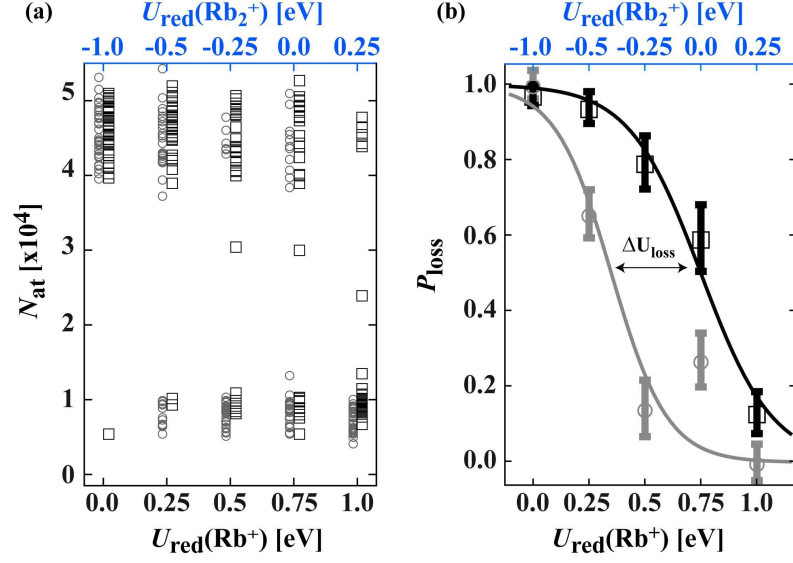 (a) U_red(Rb₂⁺) [eV]
-1.0 -0.5 -0.25 0.0 0.25
N_at [x10⁴]
5
4
3
2
1
0
0.0 0.25 0.5 0.75 1.0
U_red(Rb⁺) [eV]
(b) U_red(Rb₂⁺) [eV]
-1.0 -0.5 -0.25 0.0 0.25
P_loss
1.0
0.8
0.6
0.4
0.2
0.0
ΔU_loss
0.0 0.25 0.5 0.75 1.0
U_red(Rb⁺) [eV]